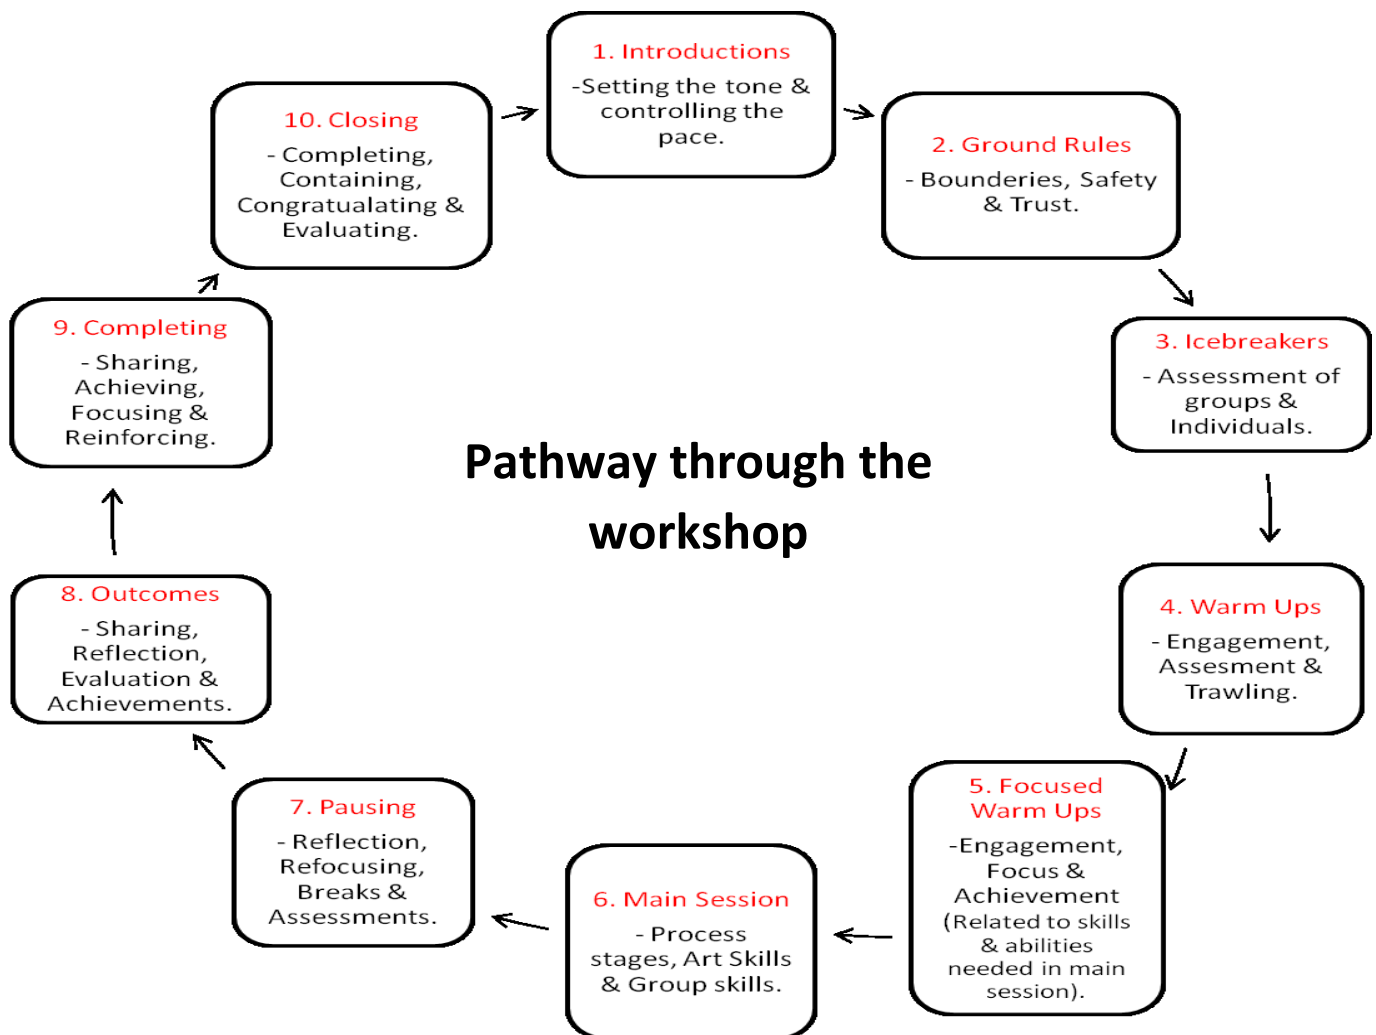 1. Introductions
-Setting the tone &
controlling the
pace.
2. Ground Rules
- Bounderies, Safety
& Trust.
3. Icebreakers
- Assessment of
groups &
Individuals.
4. Warm Ups
- Engagement,
Assesment &
Trawling.
5. Focused
Warm Ups
-Engagement,
Focus &
Achievement
(Related to skills
& abilities
needed in main
session).
6. Main Session
- Process
stages, Art Skills
& Group skills.
7. Pausing
- Reflection,
Refocusing,
Breaks &
Assessments.
8. Outcomes
- Sharing,
Reflection,
Evaluation &
Achievements.
9. Completing
- Sharing,
Achieving,
Focusing &
Reinforcing.
10. Closing
- Completing,
Containing,
Congratualating &
Evaluating.
Pathway through the
workshop